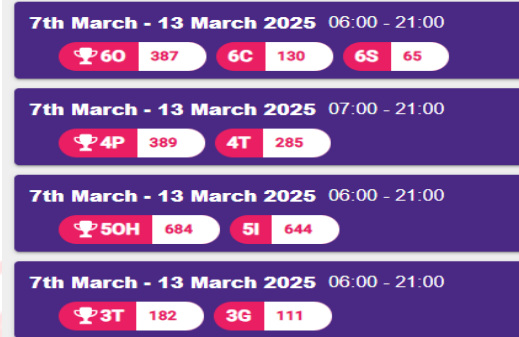 7th March - 13 March 2025 06:00 - 21:00
6O 387 6C 130 6S 65
7th March - 13 March 2025 07:00 - 21:00
4P 389 4T 285
7th March - 13 March 2025 06:00 - 21:00
5OH 684 5I 644
7th March - 13 March 2025 06:00 - 21:00
3T 182 3G 111